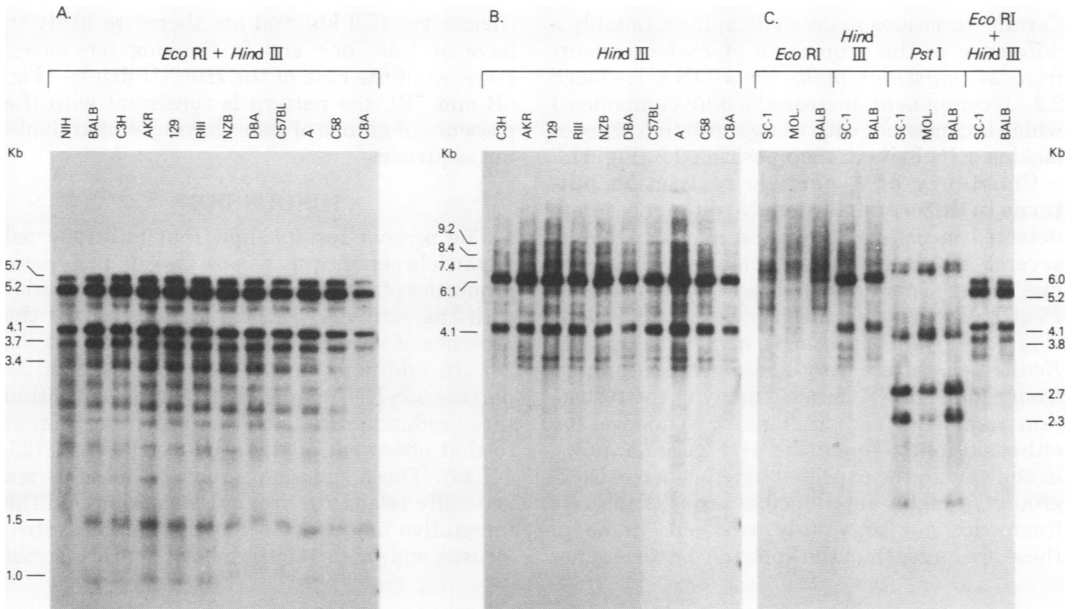 A.
Eco RI + Hind III
NIH BALB C3H AKR 129 RIII NZB DBA C57B A C58 CBA
Kb
5.7
5.2
4.1
3.7
3.4
1.5
1.0
B.
Hind III
C3H AKR 129 RIII NZB DBA C57B A C58 CBA
Kb
9.2
8.4
7.4
6.1
4.1
C.
Eco RI
Hind III
Pst I
Eco RI + Hind III
SC-1 MOL BALB SC-1 BALB SC-1 MOL BALB SC-1 BALB
Kb
6.0
5.2
4.1
3.8
2.7
2.3